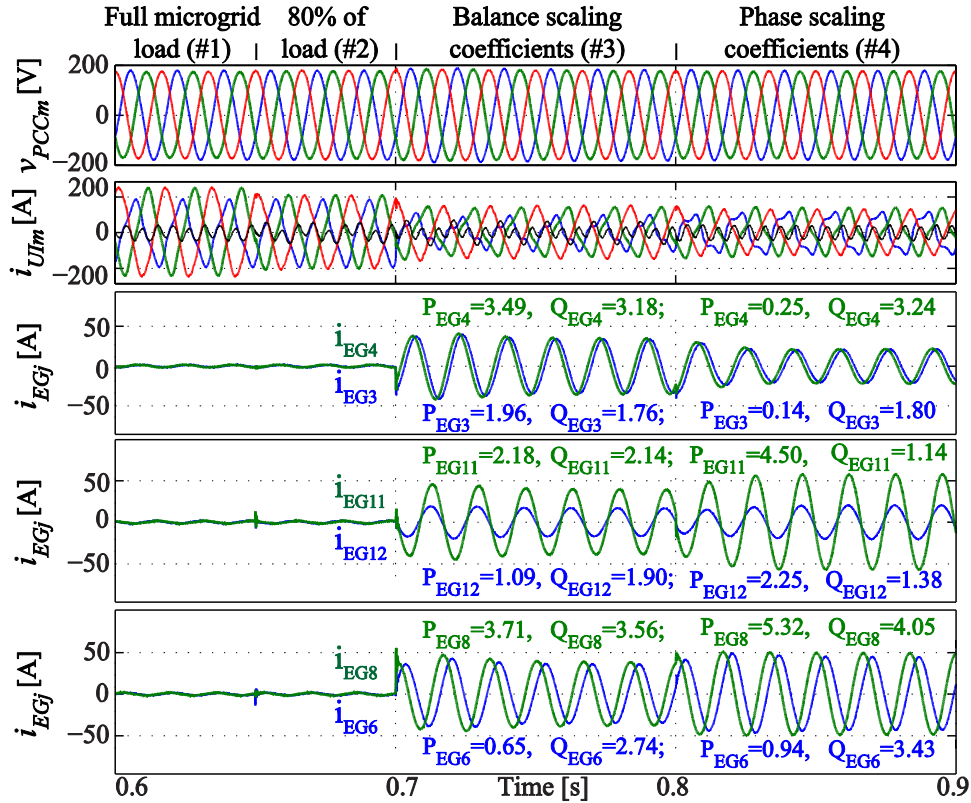 Full microgrid load (#1)
80% of load (#2)
Balance scaling coefficients (#3)
Phase scaling coefficients (#4)
v_PCCm [V]
200
0
−200
i_UIm [A]
200
0
−200
i_EGj [A]
50
0
−50
i_EG4
i_EG3
P_EG4=3.49, Q_EG4=3.18;
P_EG4=0.25, Q_EG4=3.24
P_EG3=1.96, Q_EG3=1.76;
P_EG3=0.14, Q_EG3=1.80
i_EGj [A]
50
0
−50
i_EG11
i_EG12
P_EG11=2.18, Q_EG11=2.14;
P_EG11=4.50, Q_EG11=1.14
P_EG12=1.09, Q_EG12=1.90;
P_EG12=2.25, Q_EG12=1.38
i_EGj [A]
50
0
−50
i_EG8
i_EG6
P_EG8=3.71, Q_EG8=3.56;
P_EG8=5.32, Q_EG8=4.05
P_EG6=0.65, Q_EG6=2.74;
P_EG6=0.94, Q_EG6=3.43
0.6
0.7
Time [s]
0.8
0.9